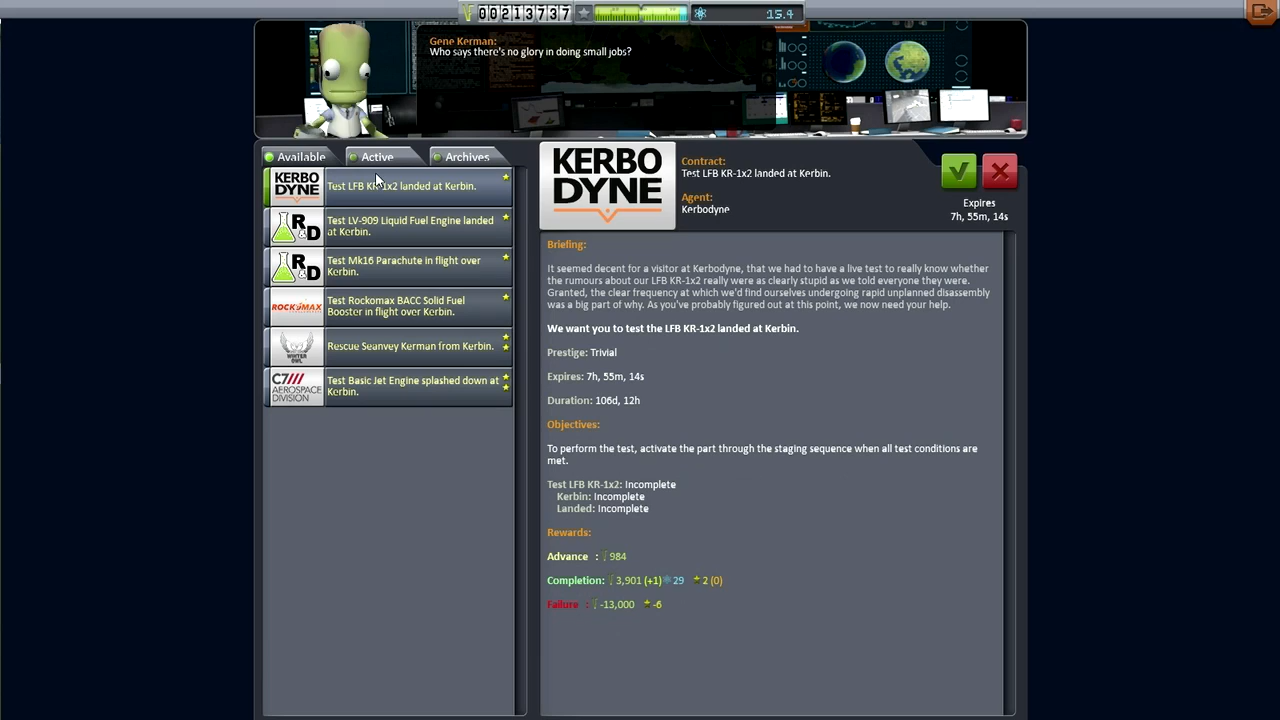 00213737
15.4
Gene Kerman:
Who says there's no glory in doing small jobs?
Available
Active
Archives
KERBO
DYNE
Test LFB KR-1x2 landed at Kerbin.
R&D
Test LV-909 Liquid Fuel Engine landed
at Kerbin.
R&D
Test Mk16 Parachute in flight over
Kerbin.
ROCKOMAX
Test Rockomax BACC Solid Fuel
Booster in flight over Kerbin.
WINTER
OWL
Rescue Seanvey Kerman from Kerbin.
C7///
AEROSPACE
DIVISION
Test Basic Jet Engine splashed down at
Kerbin.
KERBO
DYNE
Contract:
Test LFB KR-1x2 landed at Kerbin.
Agent:
Kerbodyne
Expires
7h, 55m, 14s
Briefing:
It seemed decent for a visitor at Kerbodyne, that we had to have a live test to really know whether
the rumours about our LFB KR-1x2 really were as clearly stupid as we told everyone they were.
Granted, the clear frequency at which we'd find ourselves undergoing rapid unplanned disassembly
was a big part of why. As you've probably figured out at this point, we now need your help.
We want you to test the LFB KR-1x2 landed at Kerbin.
Prestige: Trivial
Expires: 7h, 55m, 14s
Duration: 106d, 12h
Objectives:
To perform the test, activate the part through the staging sequence when all test conditions are
met.
Test LFB KR-1x2: Incomplete
Kerbin: Incomplete
Landed: Incomplete
Rewards:
Advance : 984
Completion: 3,901 (+1) 29 2 (0)
Failure : -13,000 -6